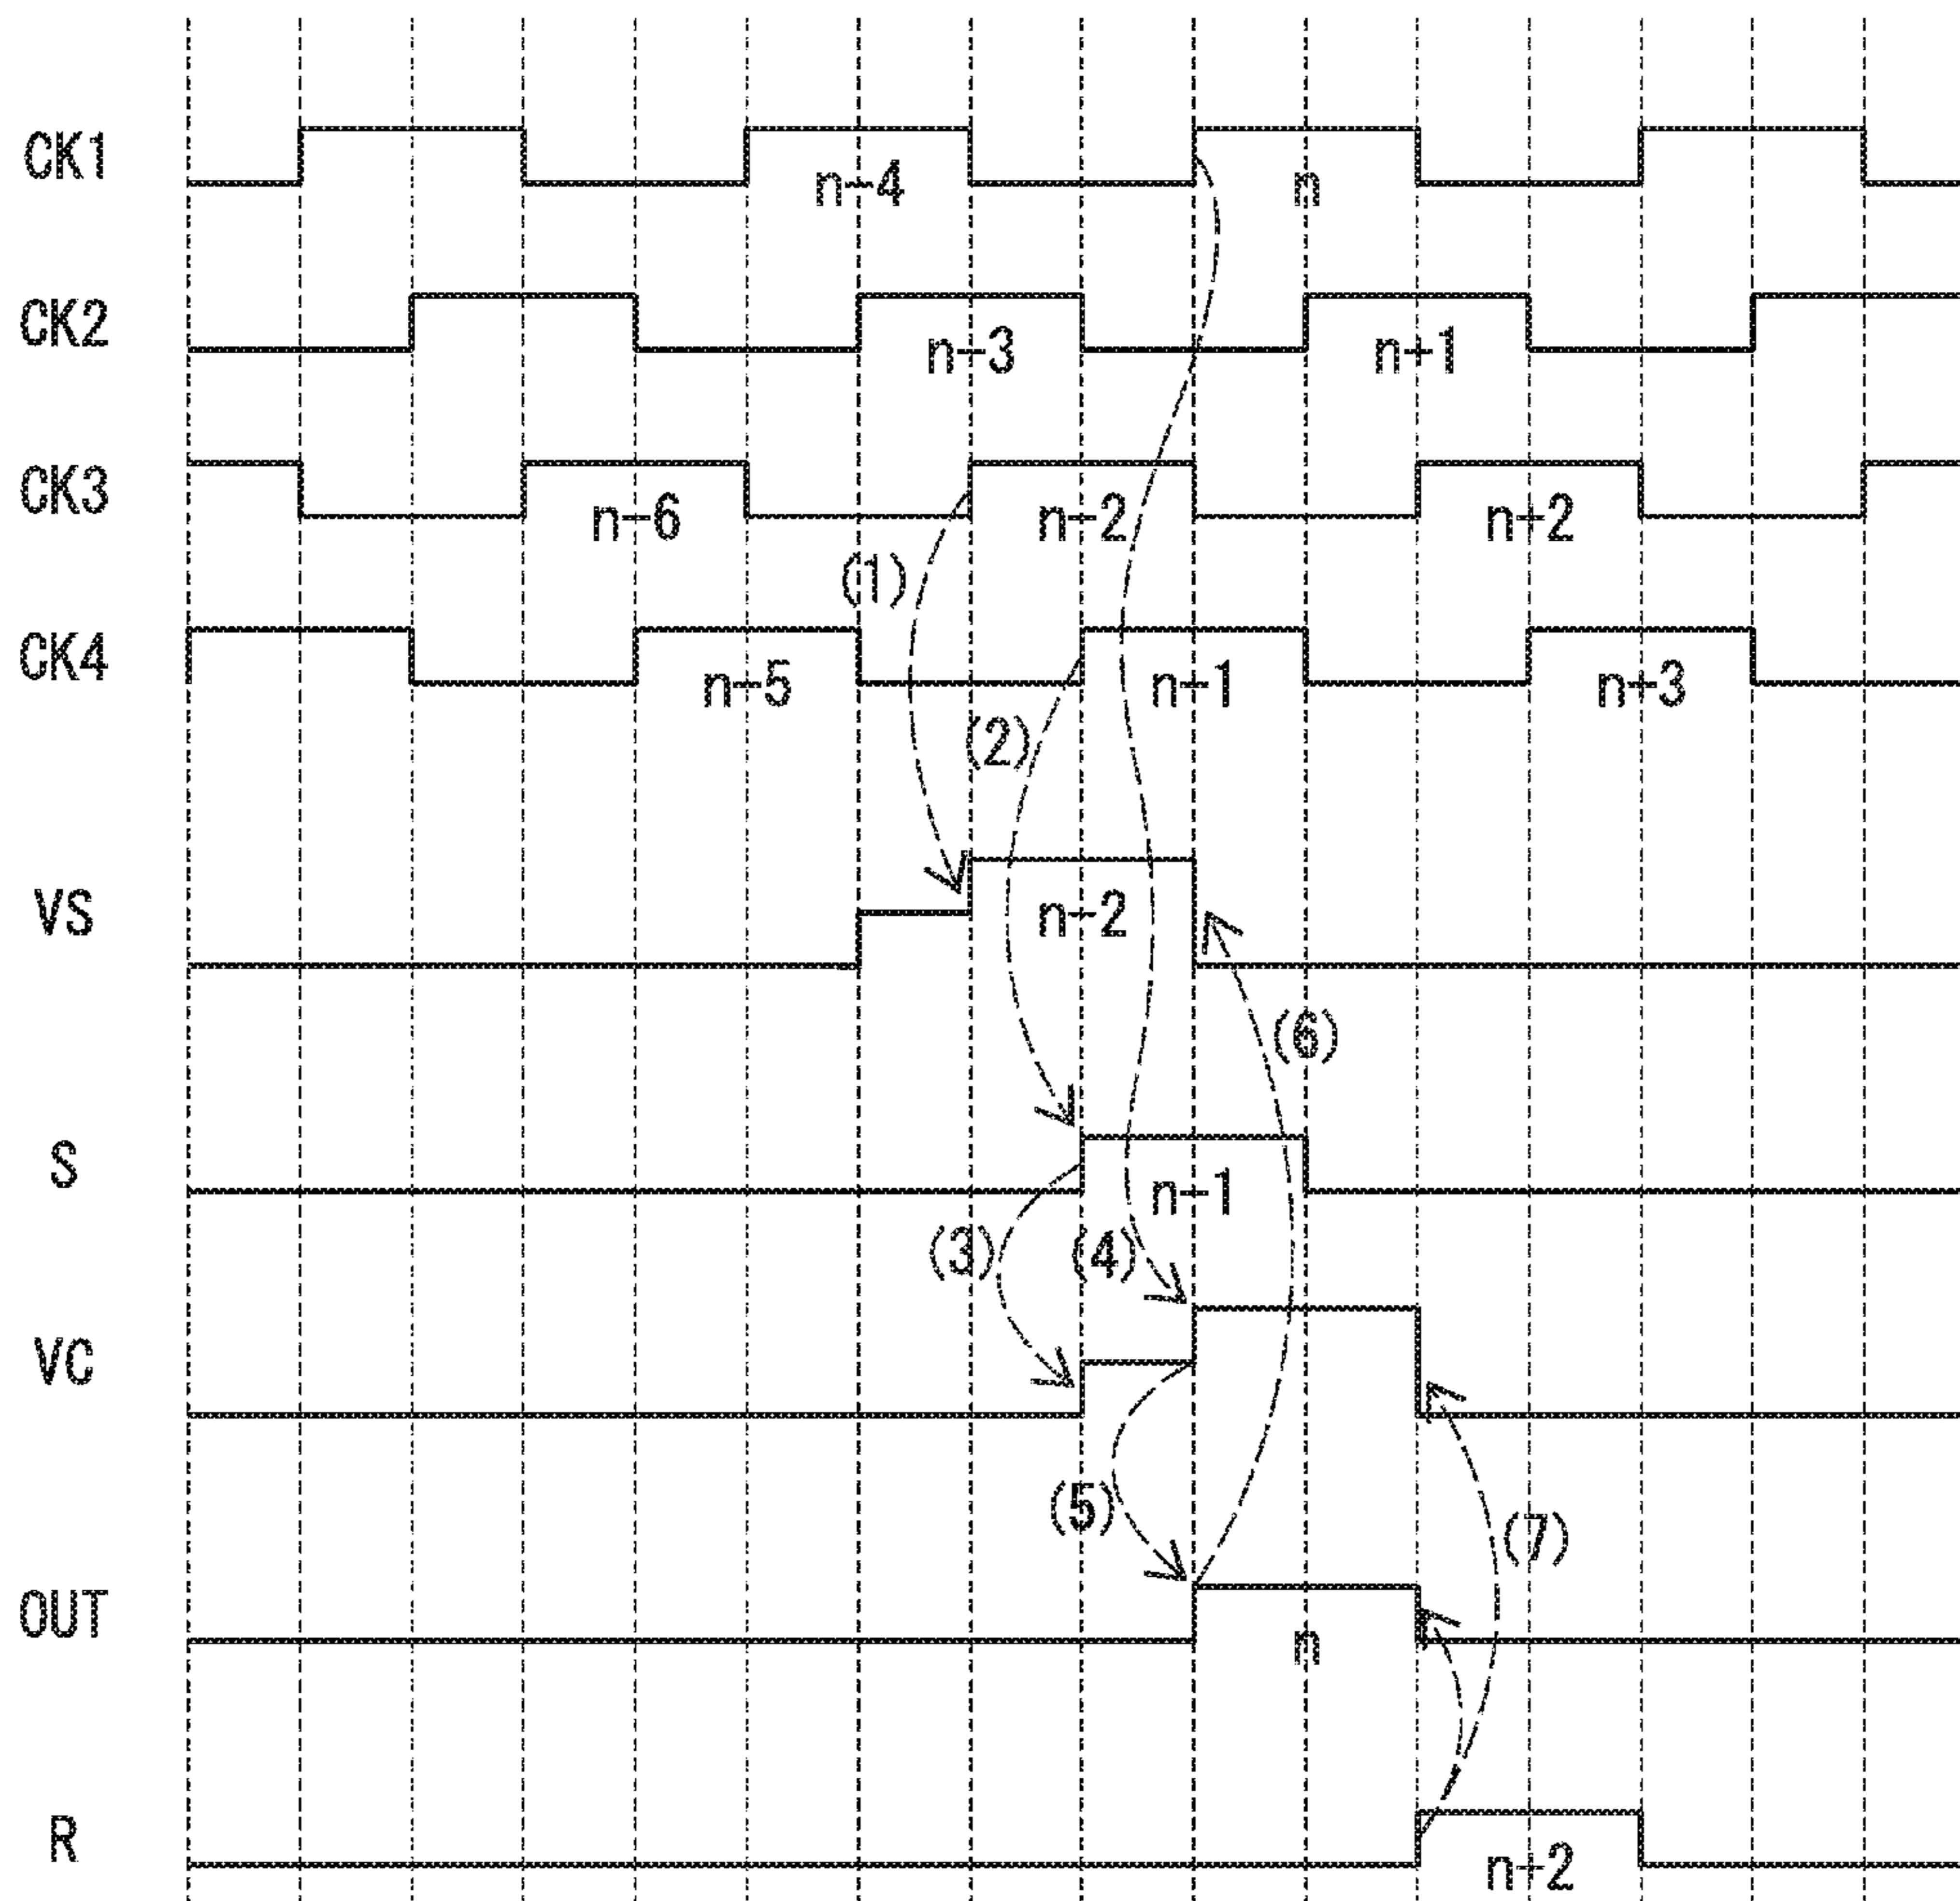 CK1
n-4
n
CK2
n-3
n+1
CK3
n-6
n-2
n+2
(1)
CK4
n-5
n-1
n+3
(2)
VS
n-2
(6)
S
n-1
(3)
(4)
VC
(5)
(7)
OUT
n
R
n+2